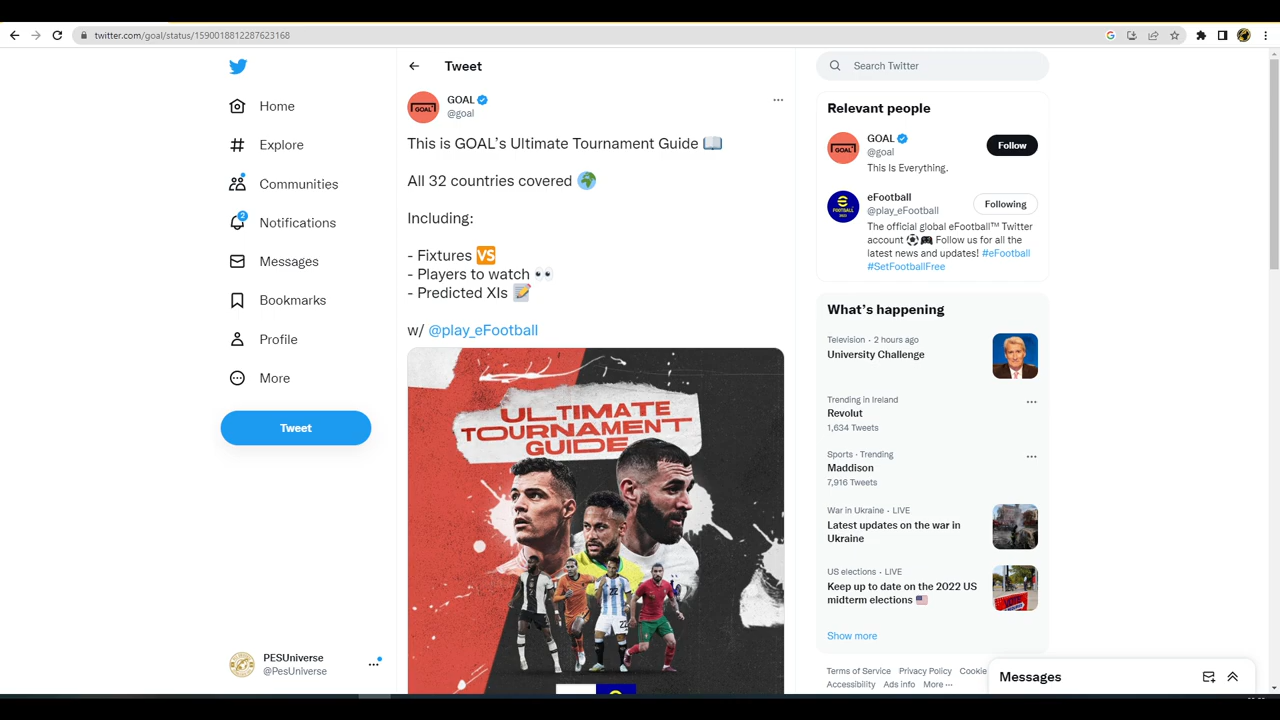 twitter.com/goal/status/1590018812287623168
Home
Explore
Communities
2
Notifications
Messages
Bookmarks
Profile
More
Tweet
PESUniverse
@PesUniverse
Tweet
GOAL
@goal
This is GOAL’s Ultimate Tournament Guide 📖
All 32 countries covered 🌍
Including:
- Fixtures 🆚
- Players to watch 👀
- Predicted XIs 📝
w/ @play_eFootball
ULTIMATE
TOURNAMENT
GUIDE
22
22
Search Twitter
Relevant people
GOAL
GOAL
@goal
Follow
This Is Everything.
eFootball
@play_eFootball
Following
The official global eFootball™ Twitter
account ⚽🎮 Follow us for all the
latest news and updates! #eFootball
#SetFootballFree
What’s happening
Television · 2 hours ago
University Challenge
Trending in Ireland
Revolut
1,634 Tweets
Sports · Trending
Maddison
7,916 Tweets
War in Ukraine · LIVE
Latest updates on the war in
Ukraine
US elections · LIVE
Keep up to date on the 2022 US
midterm elections 🇺🇸
Show more
Terms of Service Privacy Policy Cookie
Accessibility Ads info More ···
Messages